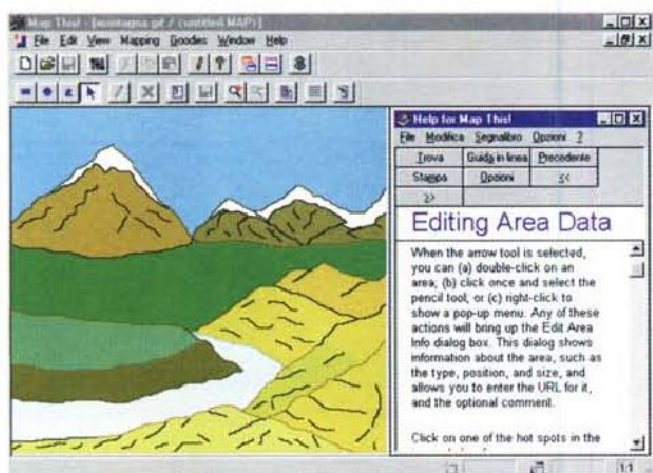 Map This! - [montagna.gif / (untitled MAP)]
File Edit View Mapping Goodies Window Help
Help for Map This!
File Modifica Segnalibro Opzioni ?
Trova Guida in linea Precedente
Stampa Opzioni <<
>>
Editing Area Data
When the arrow tool is selected,
you can (a) double-click on an
area, (b) click once and select the
pencil tool, or (c) right-click to
show a pop-up menu. Any of these
actions will bring up the Edit Area
Info dialog box. This dialog shows
information about the area, such as
the type, position, and size, and
allows you to enter the URL for it,
and the optional comment.
Click on one of the hot spots in the
1:1